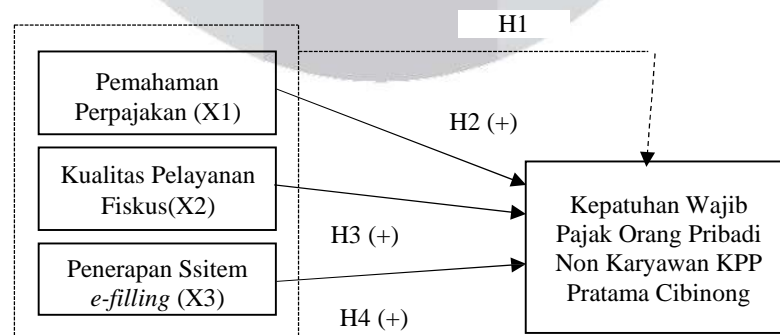 H1
Pemahaman
Perpajakan (X1)
H2 (+)
Kualitas Pelayanan
Fiskus(X2)
Kepatuhan Wajib
Pajak Orang Pribadi
Non Karyawan KPP
Pratama Cibinong
H3 (+)
Penerapan Ssitem
e-filling (X3)
H4 (+)